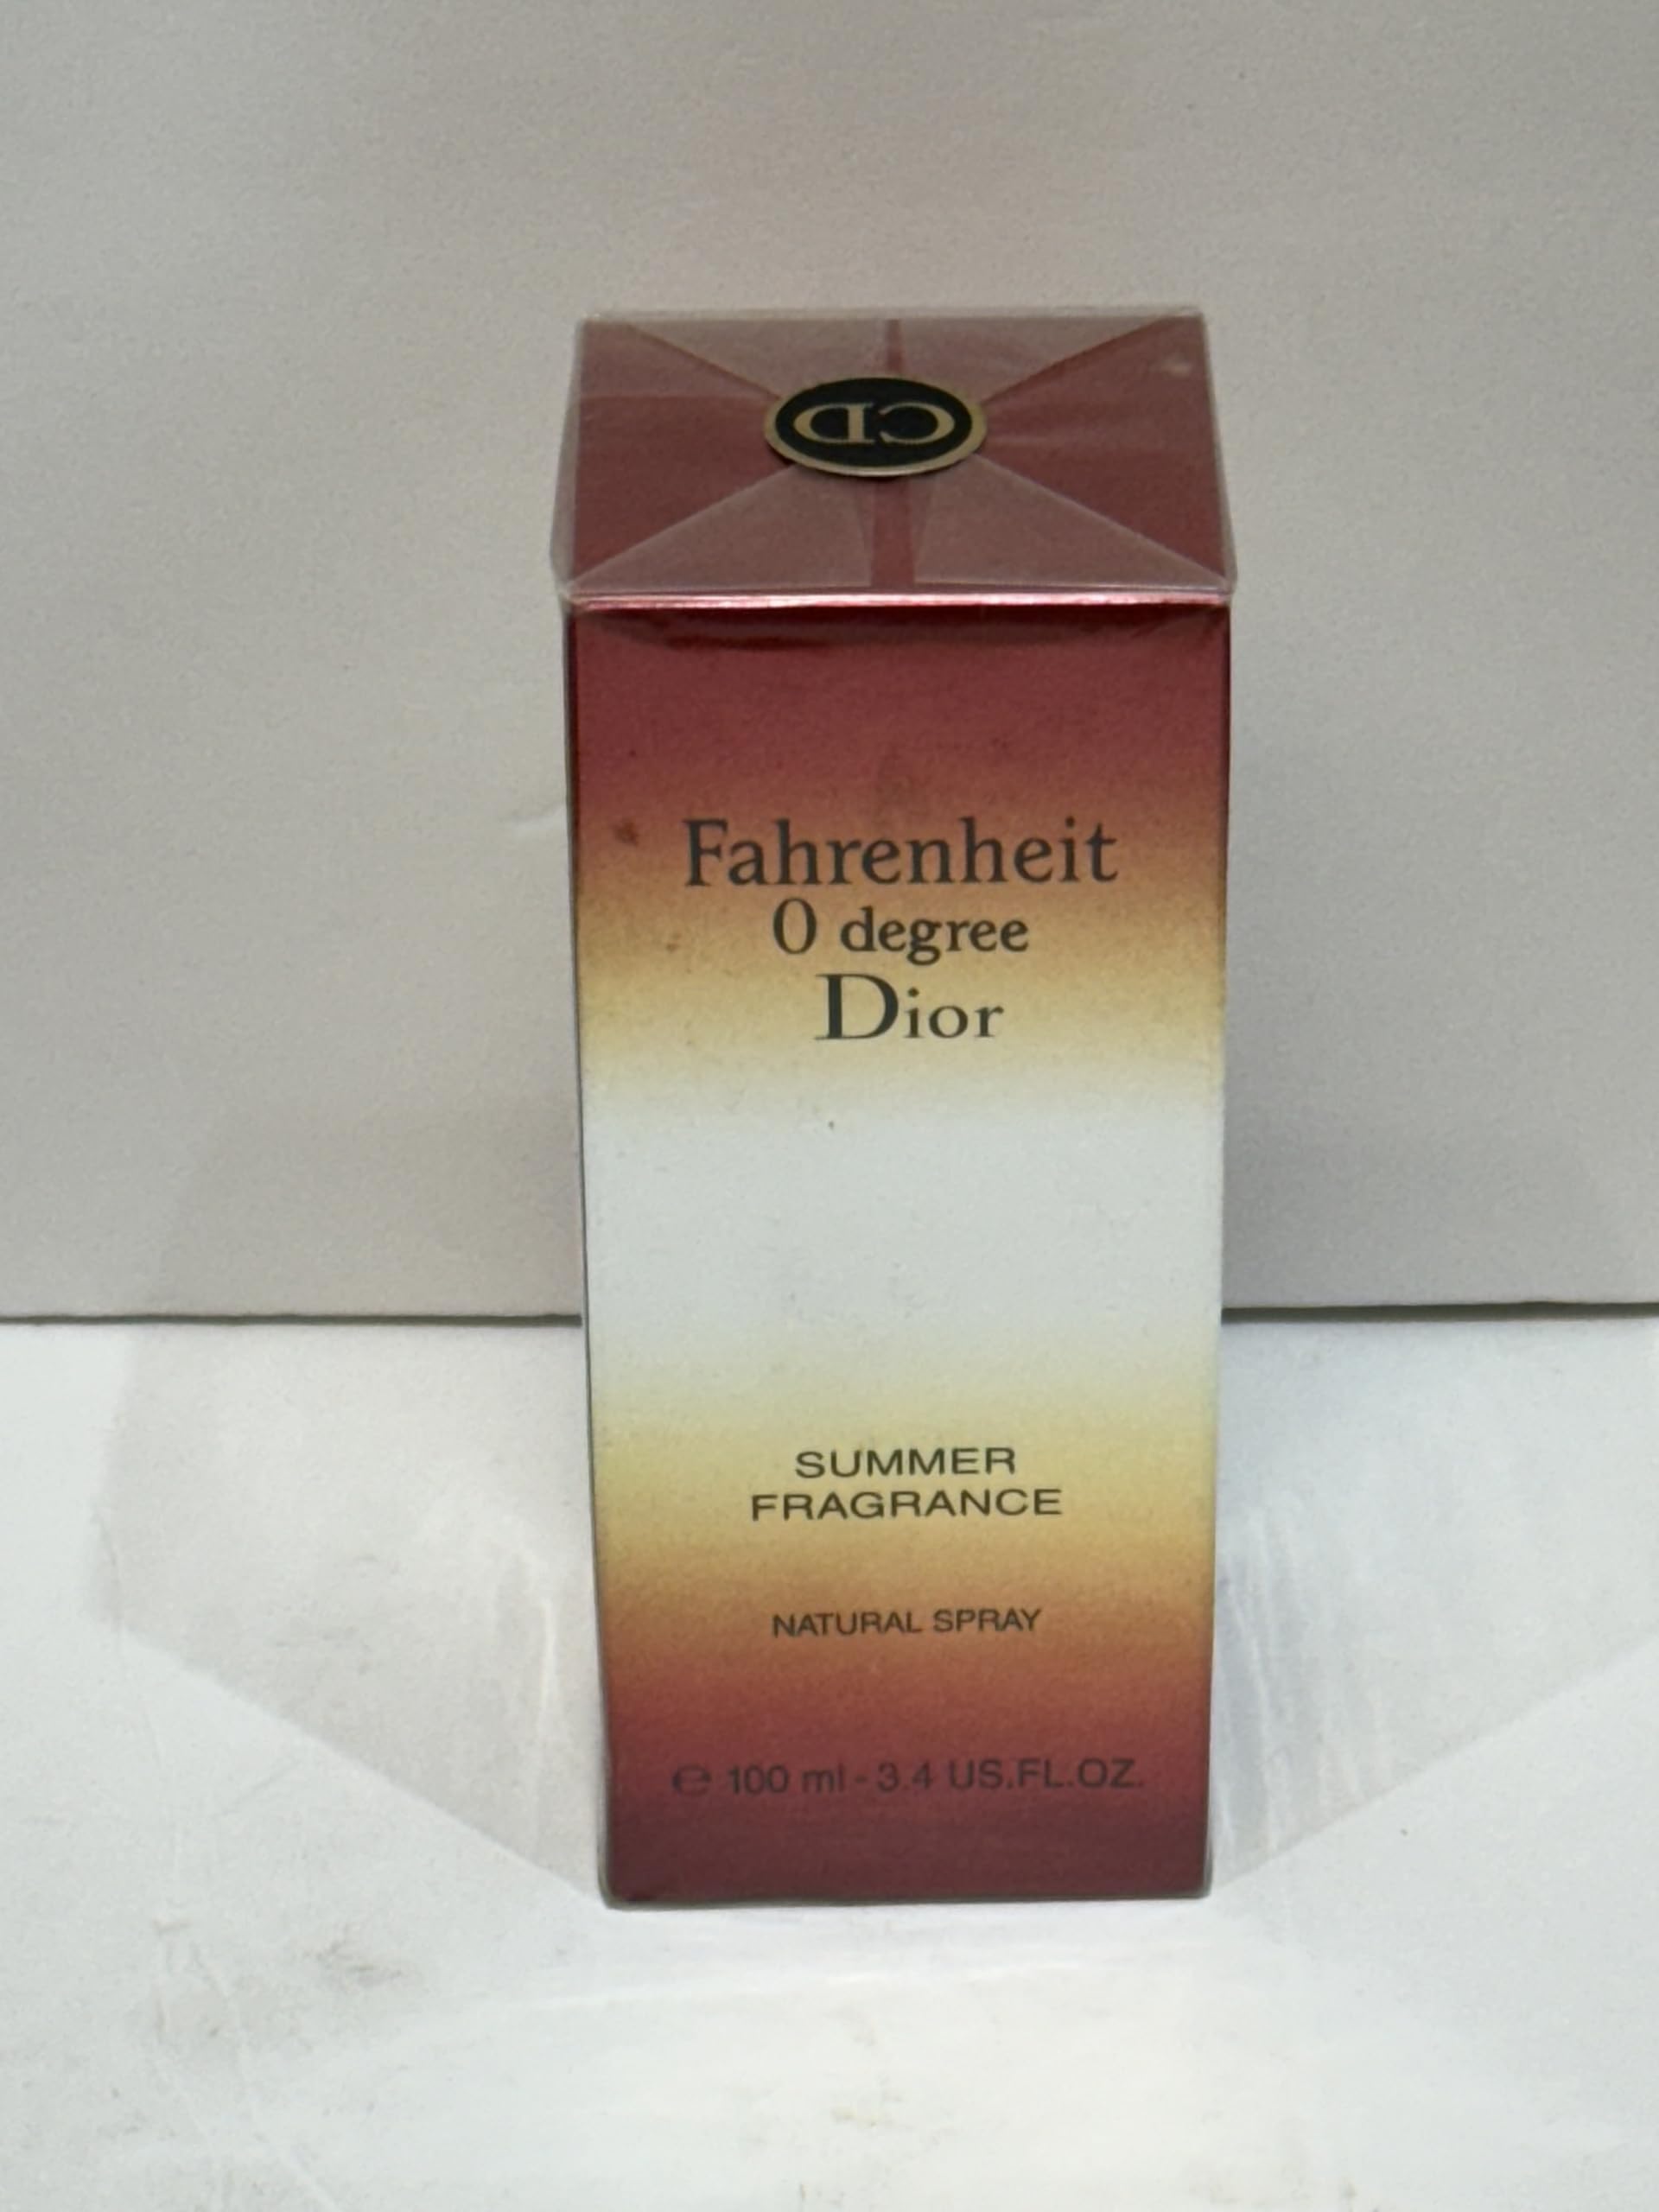 CD
Fahrenheit
0 degree
Dior
SUMMER
FRAGRANCE
NATURAL SPRAY
℮ 100 ml - 3.4 US.FL.OZ.